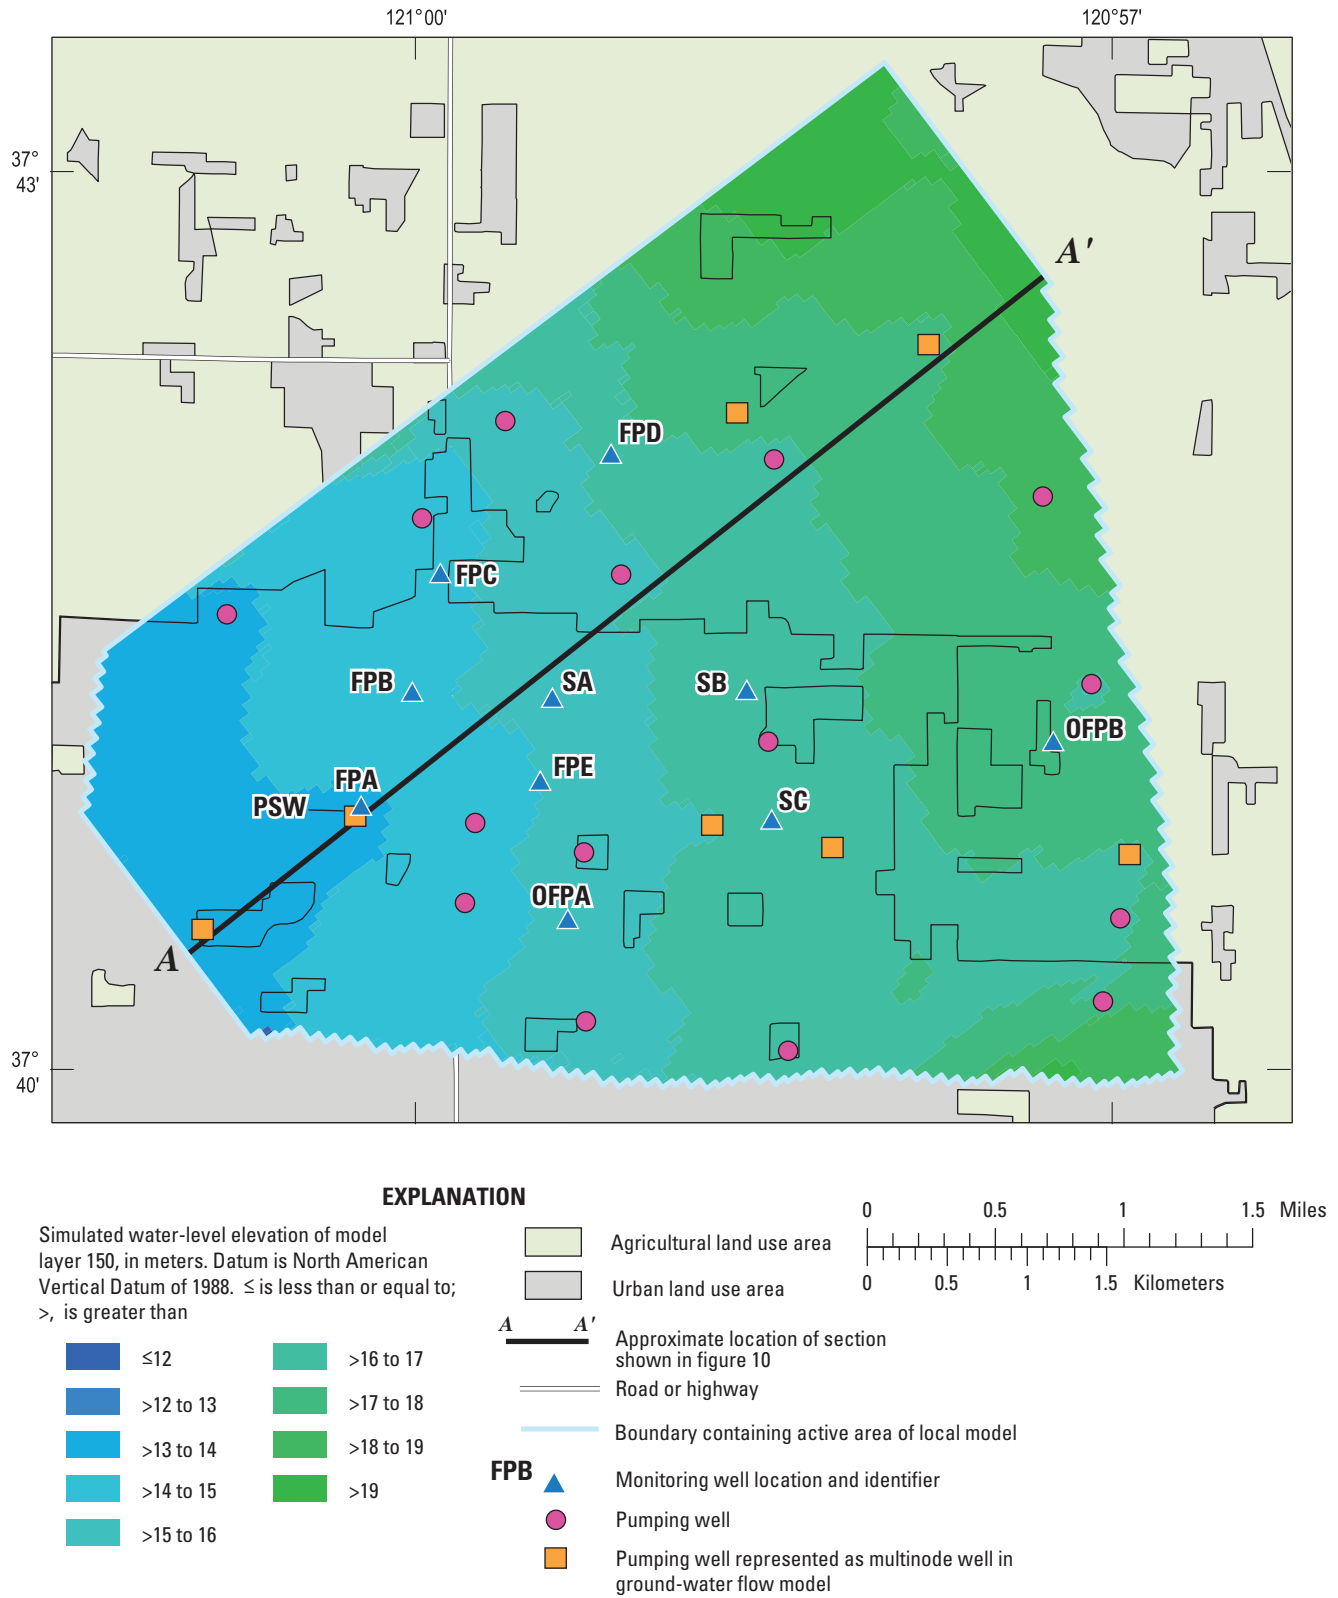 121°00'
120°57'
37°
43'
A'
FPD
FPC
FPB
SA
SB
OFPB
FPE
FPA
PSW
SC
OFPA
A
37°
40'
EXPLANATION
Simulated water-level elevation of model
layer 150, in meters. Datum is North American
Vertical Datum of 1988. ≤ is less than or equal to;
>, is greater than
≤12
>12 to 13
>13 to 14
>14 to 15
>15 to 16
>16 to 17
>17 to 18
>18 to 19
>19
Agricultural land use area
Urban land use area
A A'
Approximate location of section
shown in figure 10
Road or highway
Boundary containing active area of local model
FPB
Monitoring well location and identifier
Pumping well
Pumping well represented as multinode well in
ground-water flow model
0 0.5 1 1.5 Miles
0 0.5 1 1.5 Kilometers